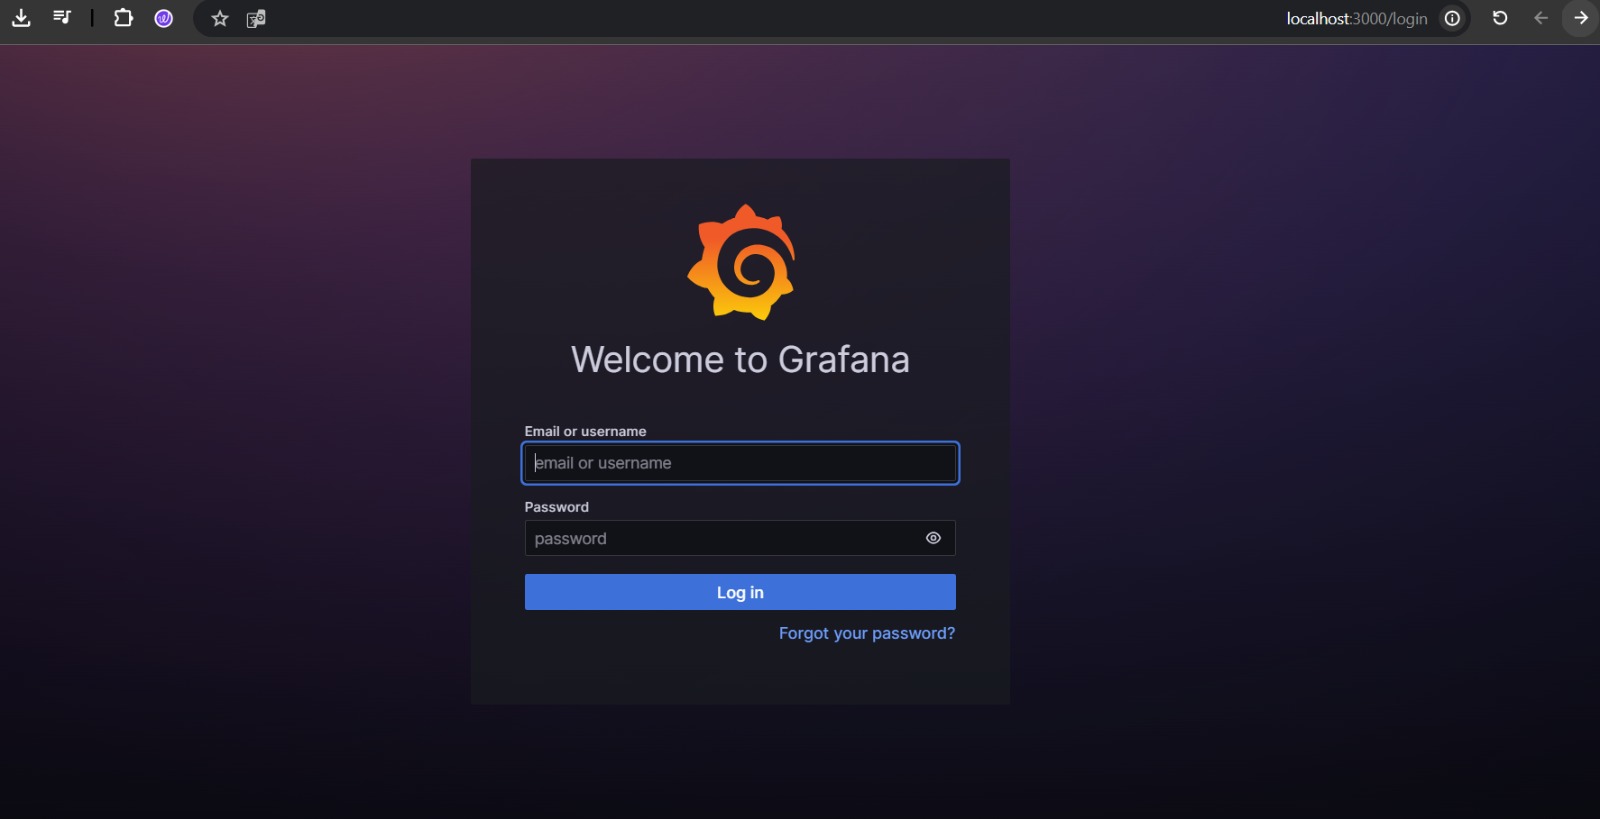 localhost:3000/login
Welcome to Grafana
Email or username
email or username
Password
password
Log in
Forgot your password?